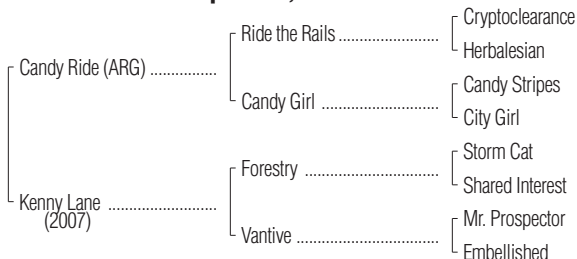 Cryptoclearance
Ride the Rails ........................
Herbalesian
Candy Ride (ARG) ................
Candy Stripes
Candy Girl ..............................
City Girl
Storm Cat
Forestry ................................
Shared Interest
Kenny Lane ..........................
(2007)
Mr. Prospector
Vantive ..................................
Embellished